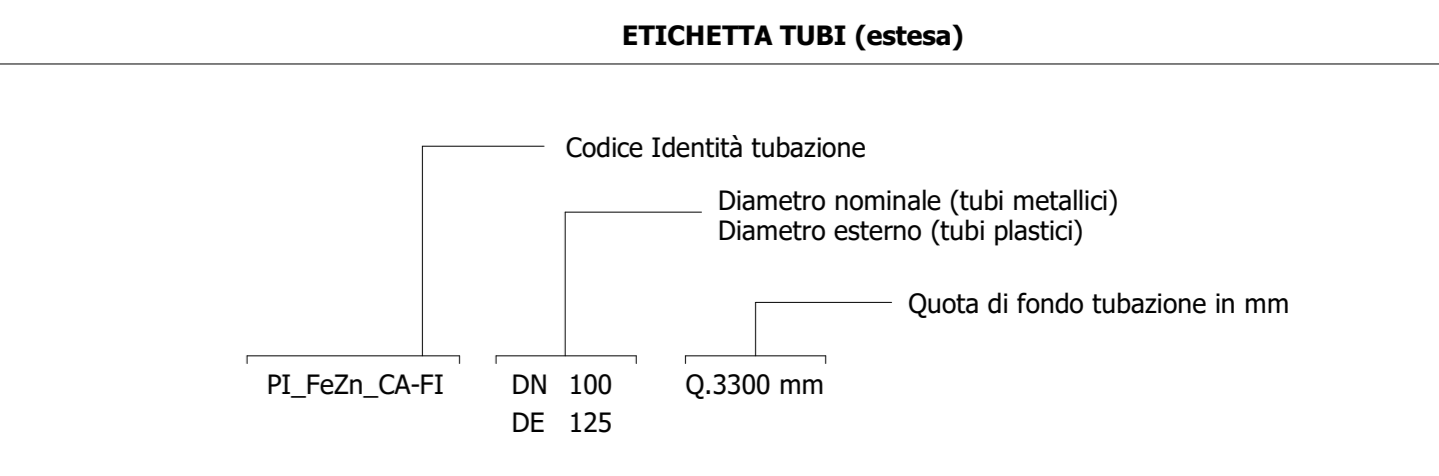 ETICHETTA TUBI (estesa)
Codice Identità tubazione
Diametro nominale (tubi metallici)
Diametro esterno (tubi plastici)
Quota di fondo tubazione in mm
PI_FeZn_CA-FI DN 100 Q.3300 mm
DE 125